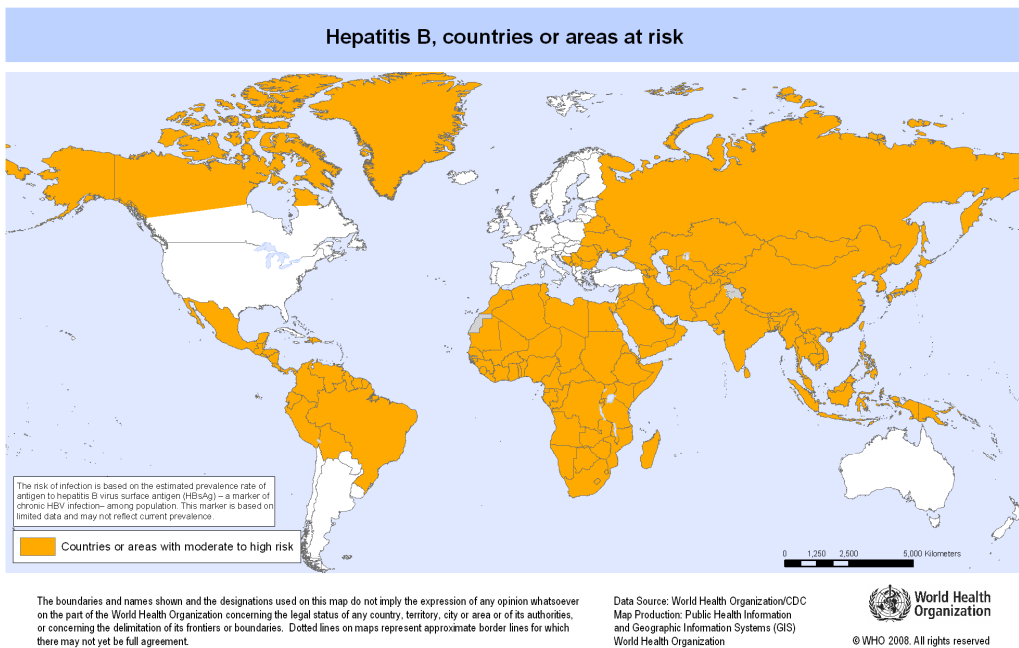 Hepatitis B, countries or areas at risk
The risk of infection is based on the estimated prevalence rate of
antigen to hepatitis B virus surface antigen (HBsAg) – a marker of
chronic HBV infection– among population. This marker is based on
limited data and may not reflect current prevalence.
Countries or areas with moderate to high risk
0 1,250 2,500 5,000 Kilometers
The boundaries and names shown and the designations used on this map do not imply the expression of any opinion whatsoever
on the part of the World Health Organization concerning the legal status of any country, territory, city or area or of its authorities,
or concerning the delimitation of its frontiers or boundaries. Dotted lines on maps represent approximate border lines for which
there may not yet be full agreement.
Data Source: World Health Organization/CDC
Map Production: Public Health Information
and Geographic Information Systems (GIS)
World Health Organization
World Health
Organization
© WHO 2008. All rights reserved